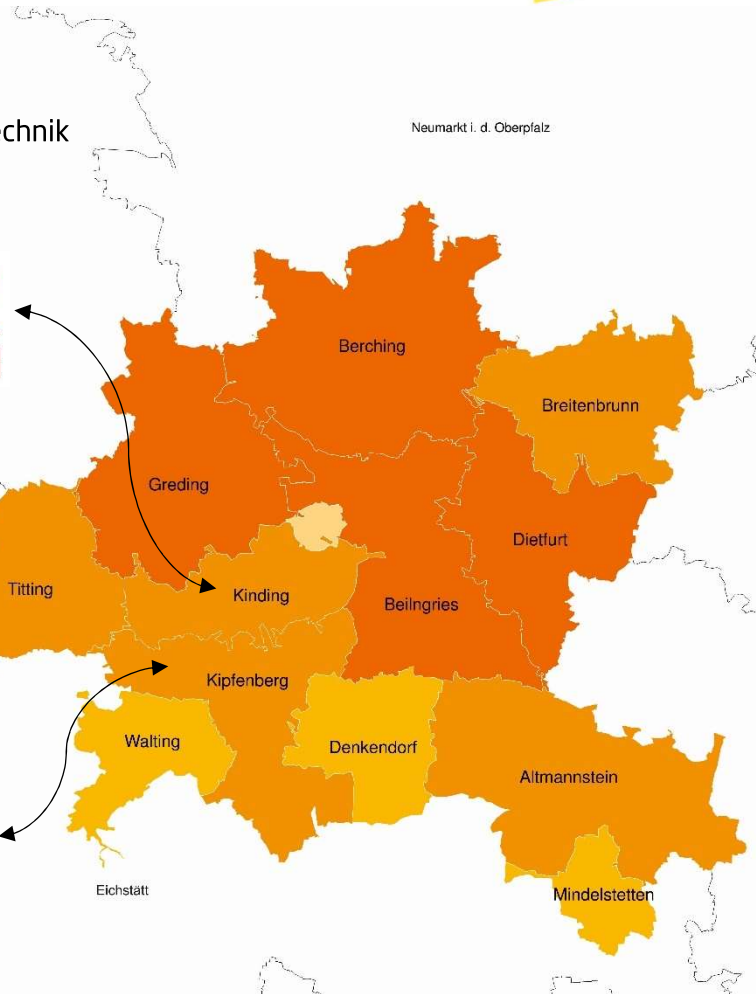 Neumarkt i. d. Oberpfalz
echnik
Berching
Breitenbrunn
Greding
Dietfurt
Titting
Kinding
Beilngries
Kipfenberg
Walting
Denkendorf
Altmannstein
Eichstätt
Mindelstetten